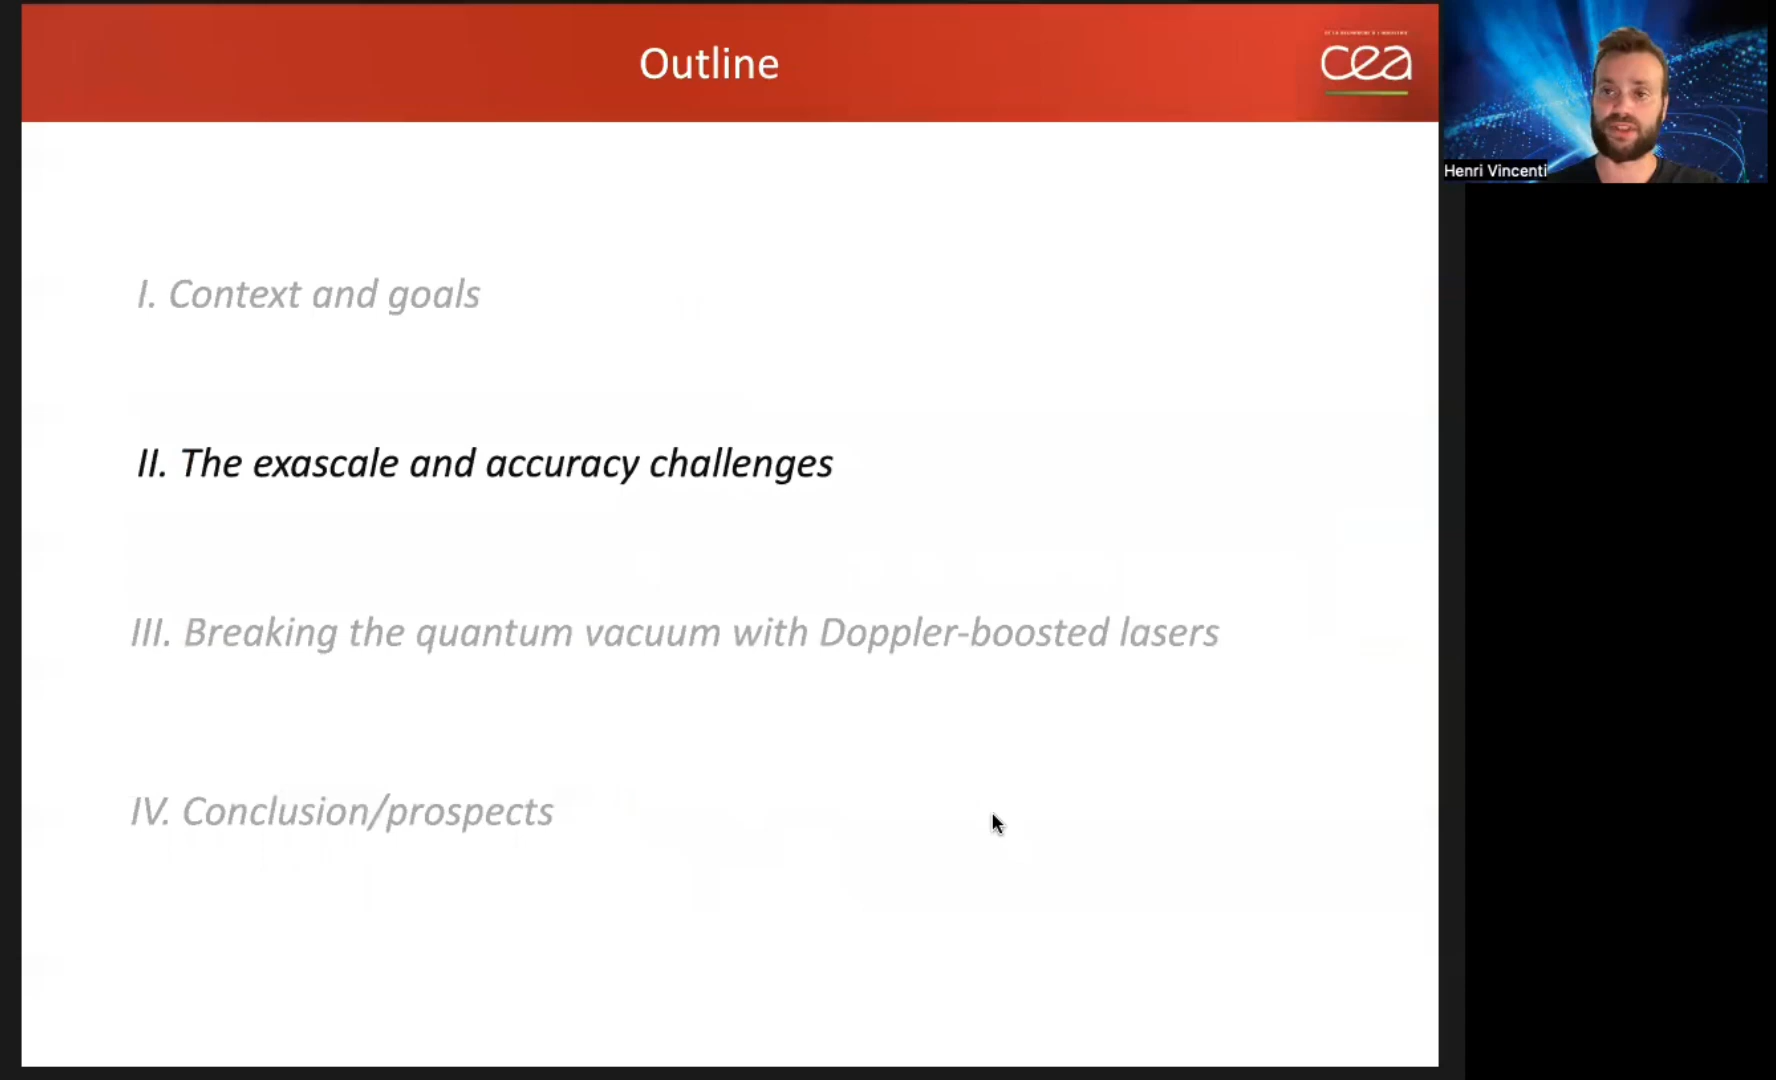 Outline
cea
Henri Vincenti
I. Context and goals
II. The exascale and accuracy challenges
III. Breaking the quantum vacuum with Doppler-boosted lasers
IV. Conclusion/prospects